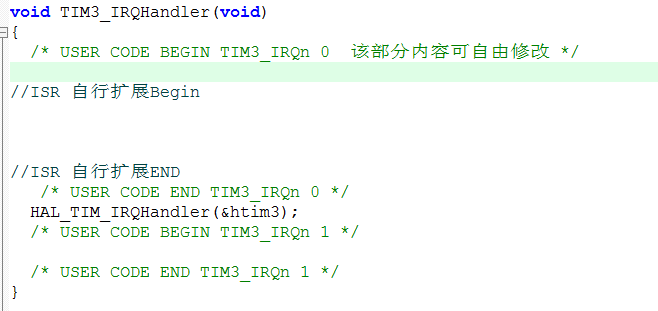 void TIM3_IRQHandler(void)
{
/* USER CODE BEGIN TIM3_IRQn 0  该部分内容可自由修改 */
//ISR 自行扩展Begin
//ISR 自行扩展END
/* USER CODE END TIM3_IRQn 0 */
HAL_TIM_IRQHandler(&htim3);
/* USER CODE BEGIN TIM3_IRQn 1 */
/* USER CODE END TIM3_IRQn 1 */
}